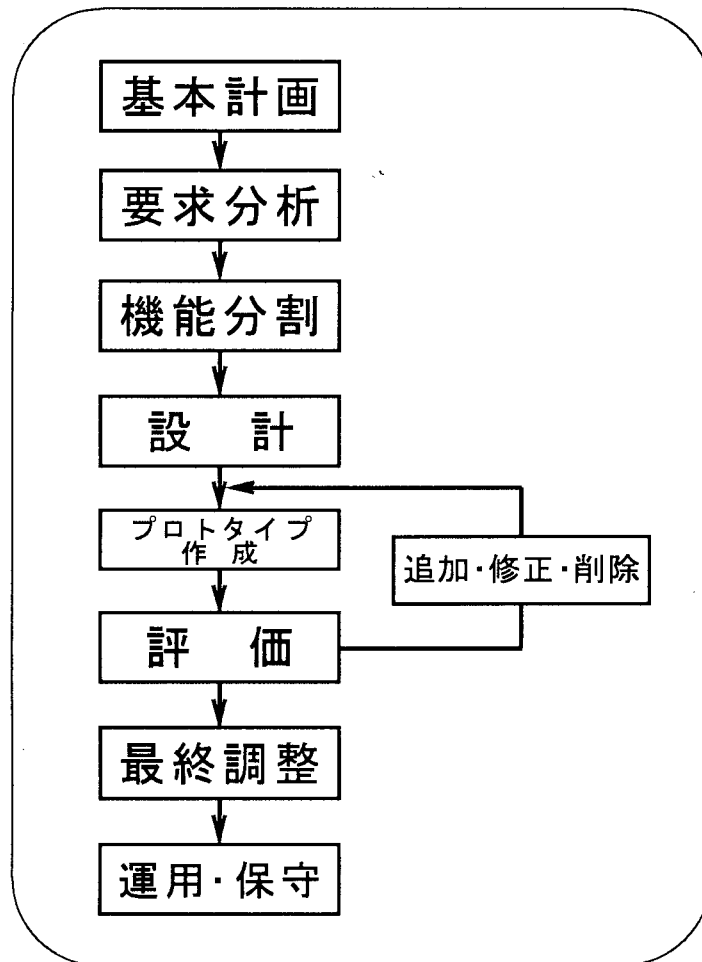 基本計画
要求分析
機能分割
設　計
プロトタイプ
作 成
追加・修正・削除
評　価
最終調整
運用・保守